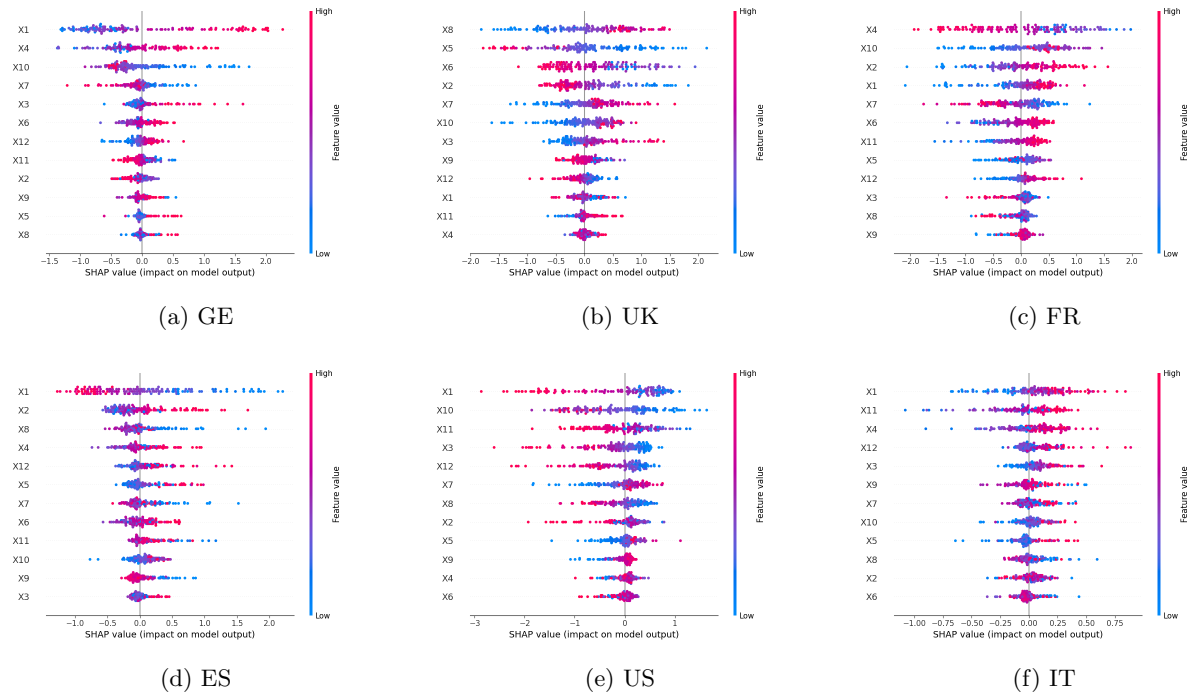 High
X1
X4
X10
X7
X3
X6
X12
X11
X2
X9
X5
X8
Feature value
Low
−1.5 −1.0 −0.5 0.0 0.5 1.0 1.5 2.0
SHAP value (impact on model output)
(a) GE
High
X8
X5
X6
X2
X7
X10
X3
X9
X12
X1
X11
X4
Feature value
Low
−2.0 −1.5 −1.0 −0.5 0.0 0.5 1.0 1.5 2.0
SHAP value (impact on model output)
(b) UK
High
X4
X10
X2
X1
X7
X6
X11
X5
X12
X3
X8
X9
Feature value
Low
−2.0 −1.5 −1.0 −0.5 0.0 0.5 1.0 1.5 2.0
SHAP value (impact on model output)
(c) FR
High
X1
X2
X8
X4
X12
X5
X7
X6
X11
X10
X9
X3
Feature value
Low
−1.0 −0.5 0.0 0.5 1.0 1.5 2.0
SHAP value (impact on model output)
(d) ES
High
X1
X10
X11
X3
X12
X7
X8
X2
X5
X9
X4
X6
Feature value
Low
−3 −2 −1 0 1
SHAP value (impact on model output)
(e) US
High
X1
X11
X4
X12
X3
X9
X7
X10
X5
X8
X2
X6
Feature value
Low
−1.00 −0.75 −0.50 −0.25 0.00 0.25 0.50 0.75
SHAP value (impact on model output)
(f) IT